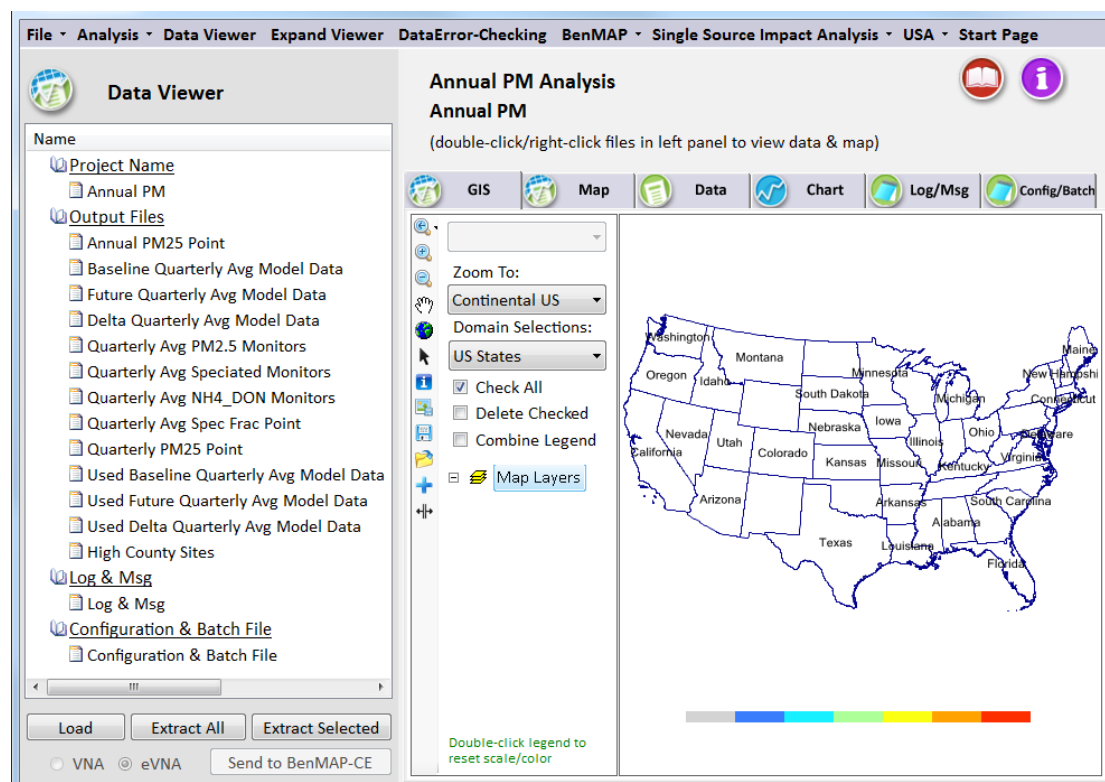 File Analysis Data Viewer Expand Viewer DataError-Checking BenMAP Single Source Impact Analysis USA Start Page
Data Viewer
Name
Project Name
Annual PM
Output Files
Annual PM25 Point
Baseline Quarterly Avg Model Data
Future Quarterly Avg Model Data
Delta Quarterly Avg Model Data
Quarterly Avg PM2.5 Monitors
Quarterly Avg Speciated Monitors
Quarterly Avg NH4_DON Monitors
Quarterly Avg Spec Frac Point
Quarterly PM25 Point
Used Baseline Quarterly Avg Model Data
Used Future Quarterly Avg Model Data
Used Delta Quarterly Avg Model Data
High County Sites
Log & Msg
Log & Msg
Configuration & Batch File
Configuration & Batch File
Load Extract All Extract Selected
VNA eVNA Send to BenMAP-CE
Annual PM Analysis
Annual PM
(double-click/right-click files in left panel to view data & map)
GIS Map Data Chart Log/Msg Config/Batch
Zoom To:
Continental US
Domain Selections:
US States
Check All
Delete Checked
Combine Legend
Map Layers
Double-click legend to
reset scale/color
Washington
Montana
Maine
Oregon Idaho Minnesota New Hampshi
South Dakota Michigan Connecticut
Nebraska Iowa
Nevada Utah Illinois Ohio Delaware
California Colorado Kansas Missouri Kentucky Virginia
Arizona Arkansas South Carolina
Alabama
Texas Louisiana
Florida